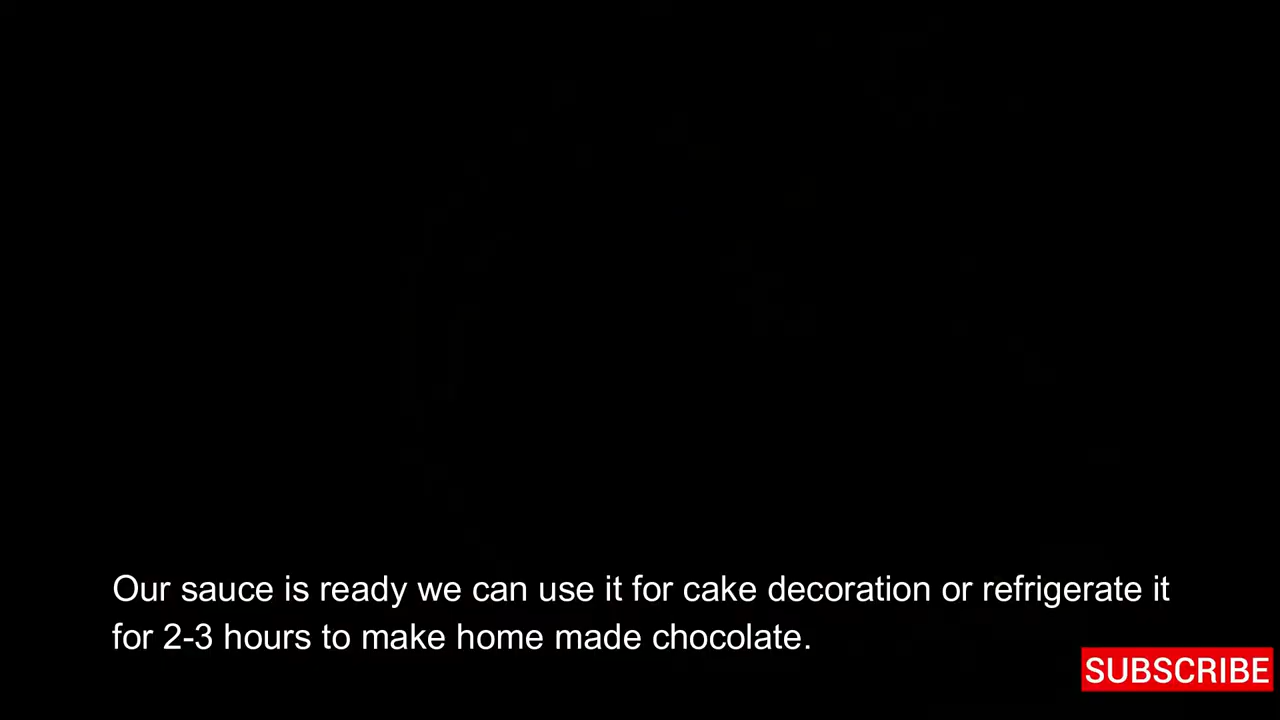 Our sauce is ready we can use it for cake decoration or refrigerate it
for 2-3 hours to make home made chocolate.
SUBSCRIBE